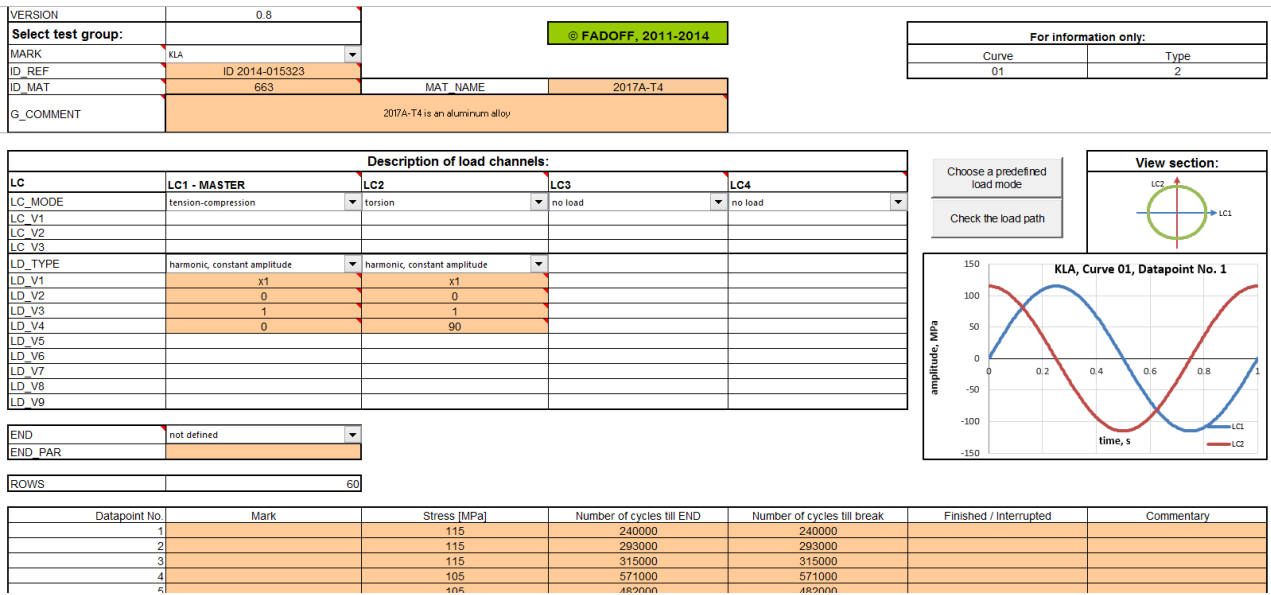 VERSION 0.8
Select test group: © FADOFF, 2011-2014 For information only:
MARK KLA Curve Type
ID_REF ID 2014-015323 01 2
ID_MAT 663 MAT_NAME 2017A-T4
G_COMMENT 2017A-T4 is an aluminum alloy
Description of load channels:
LC LC1 - MASTER LC2 LC3 LC4
LC_MODE tension-compression torsion no load no load
LC_V1
LC_V2
LC_V3
LD_TYPE harmonic, constant amplitude harmonic, constant amplitude
LD_V1 x1 x1
LD_V2 0 0
LD_V3 1 1
LD_V4 0 90
LD_V5
LD_V6
LD_V7
LD_V8
LD_V9
Choose a predefined
load mode
Check the load path
View section:
LC2
LC1
KLA, Curve 01, Datapoint No. 1
amplitude, MPa
150
100
50
0
-50
-100
-150
0 0.2 0.4 0.6 0.8 1
time, s
LC1
LC2
END not defined
END_PAR
ROWS 60
Datapoint No. Mark Stress [MPa] Number of cycles till END Number of cycles till break Finished / Interrupted Commentary
1 115 240000 240000
2 115 293000 293000
3 115 315000 315000
4 105 571000 571000
5 105 482000 482000